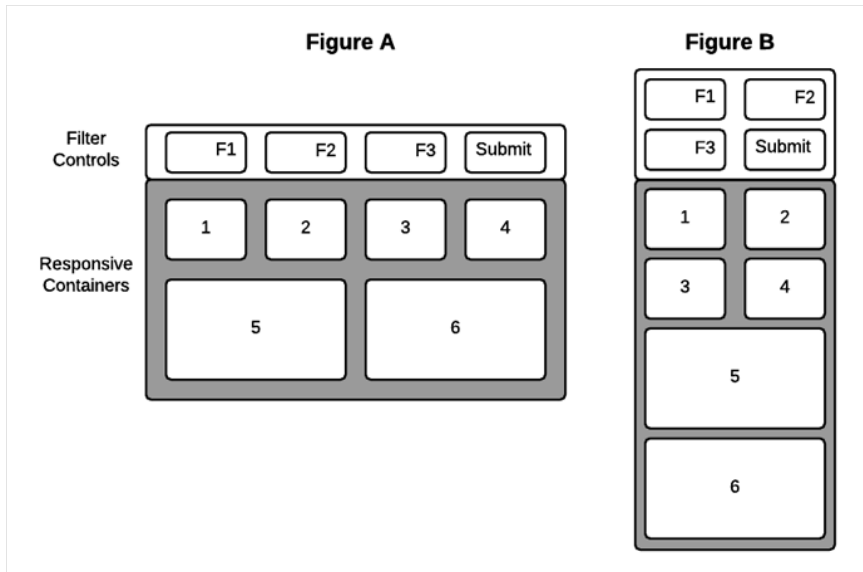 Figure A
Filter
Controls
F1 F2 F3 Submit
Responsive
Containers
1 2 3 4
5 6
Figure B
F1 F2
F3 Submit
1 2
3 4
5
6